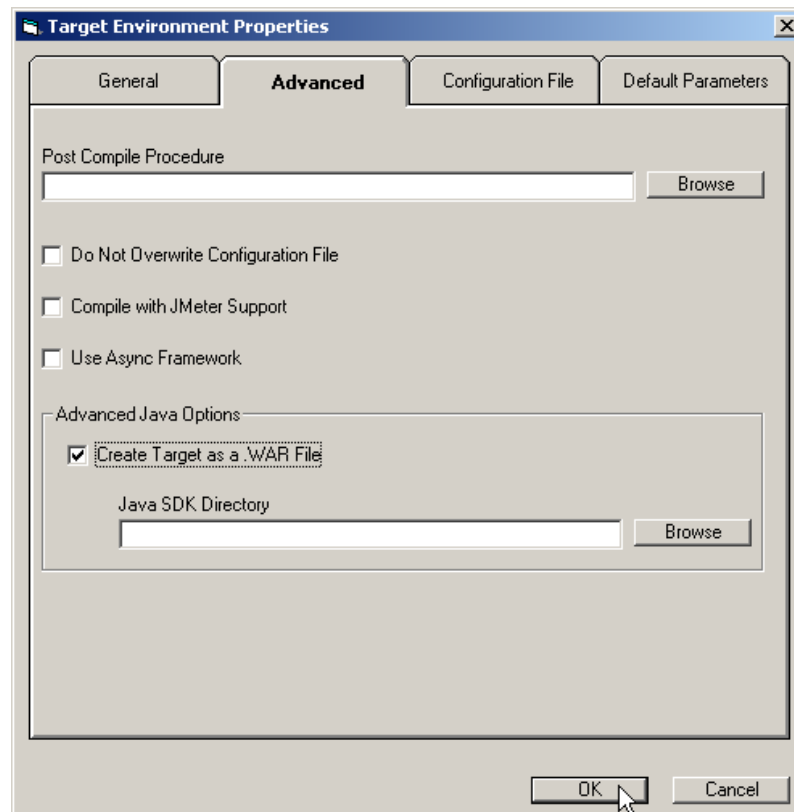 Target Environment Properties
General
Advanced
Configuration File
Default Parameters
Post Compile Procedure
Browse
Do Not Overwrite Configuration File
Compile with JMeter Support
Use Async Framework
Advanced Java Options
Create Target as a .WAR File
Java SDK Directory
Browse
OK
Cancel